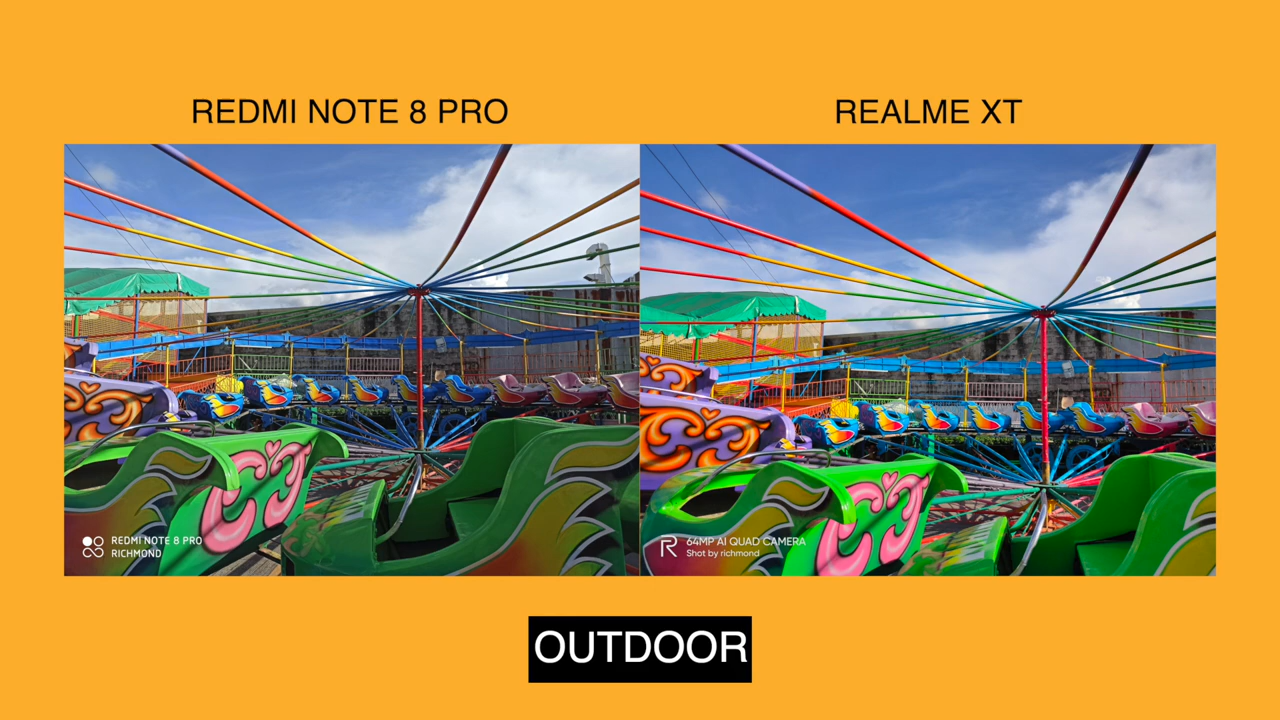 REDMI NOTE 8 PRO
REALME XT
REDMI NOTE 8 PRO
RICHMOND
64MP AI QUAD CAMERA
Shot by richmond
OUTDOOR